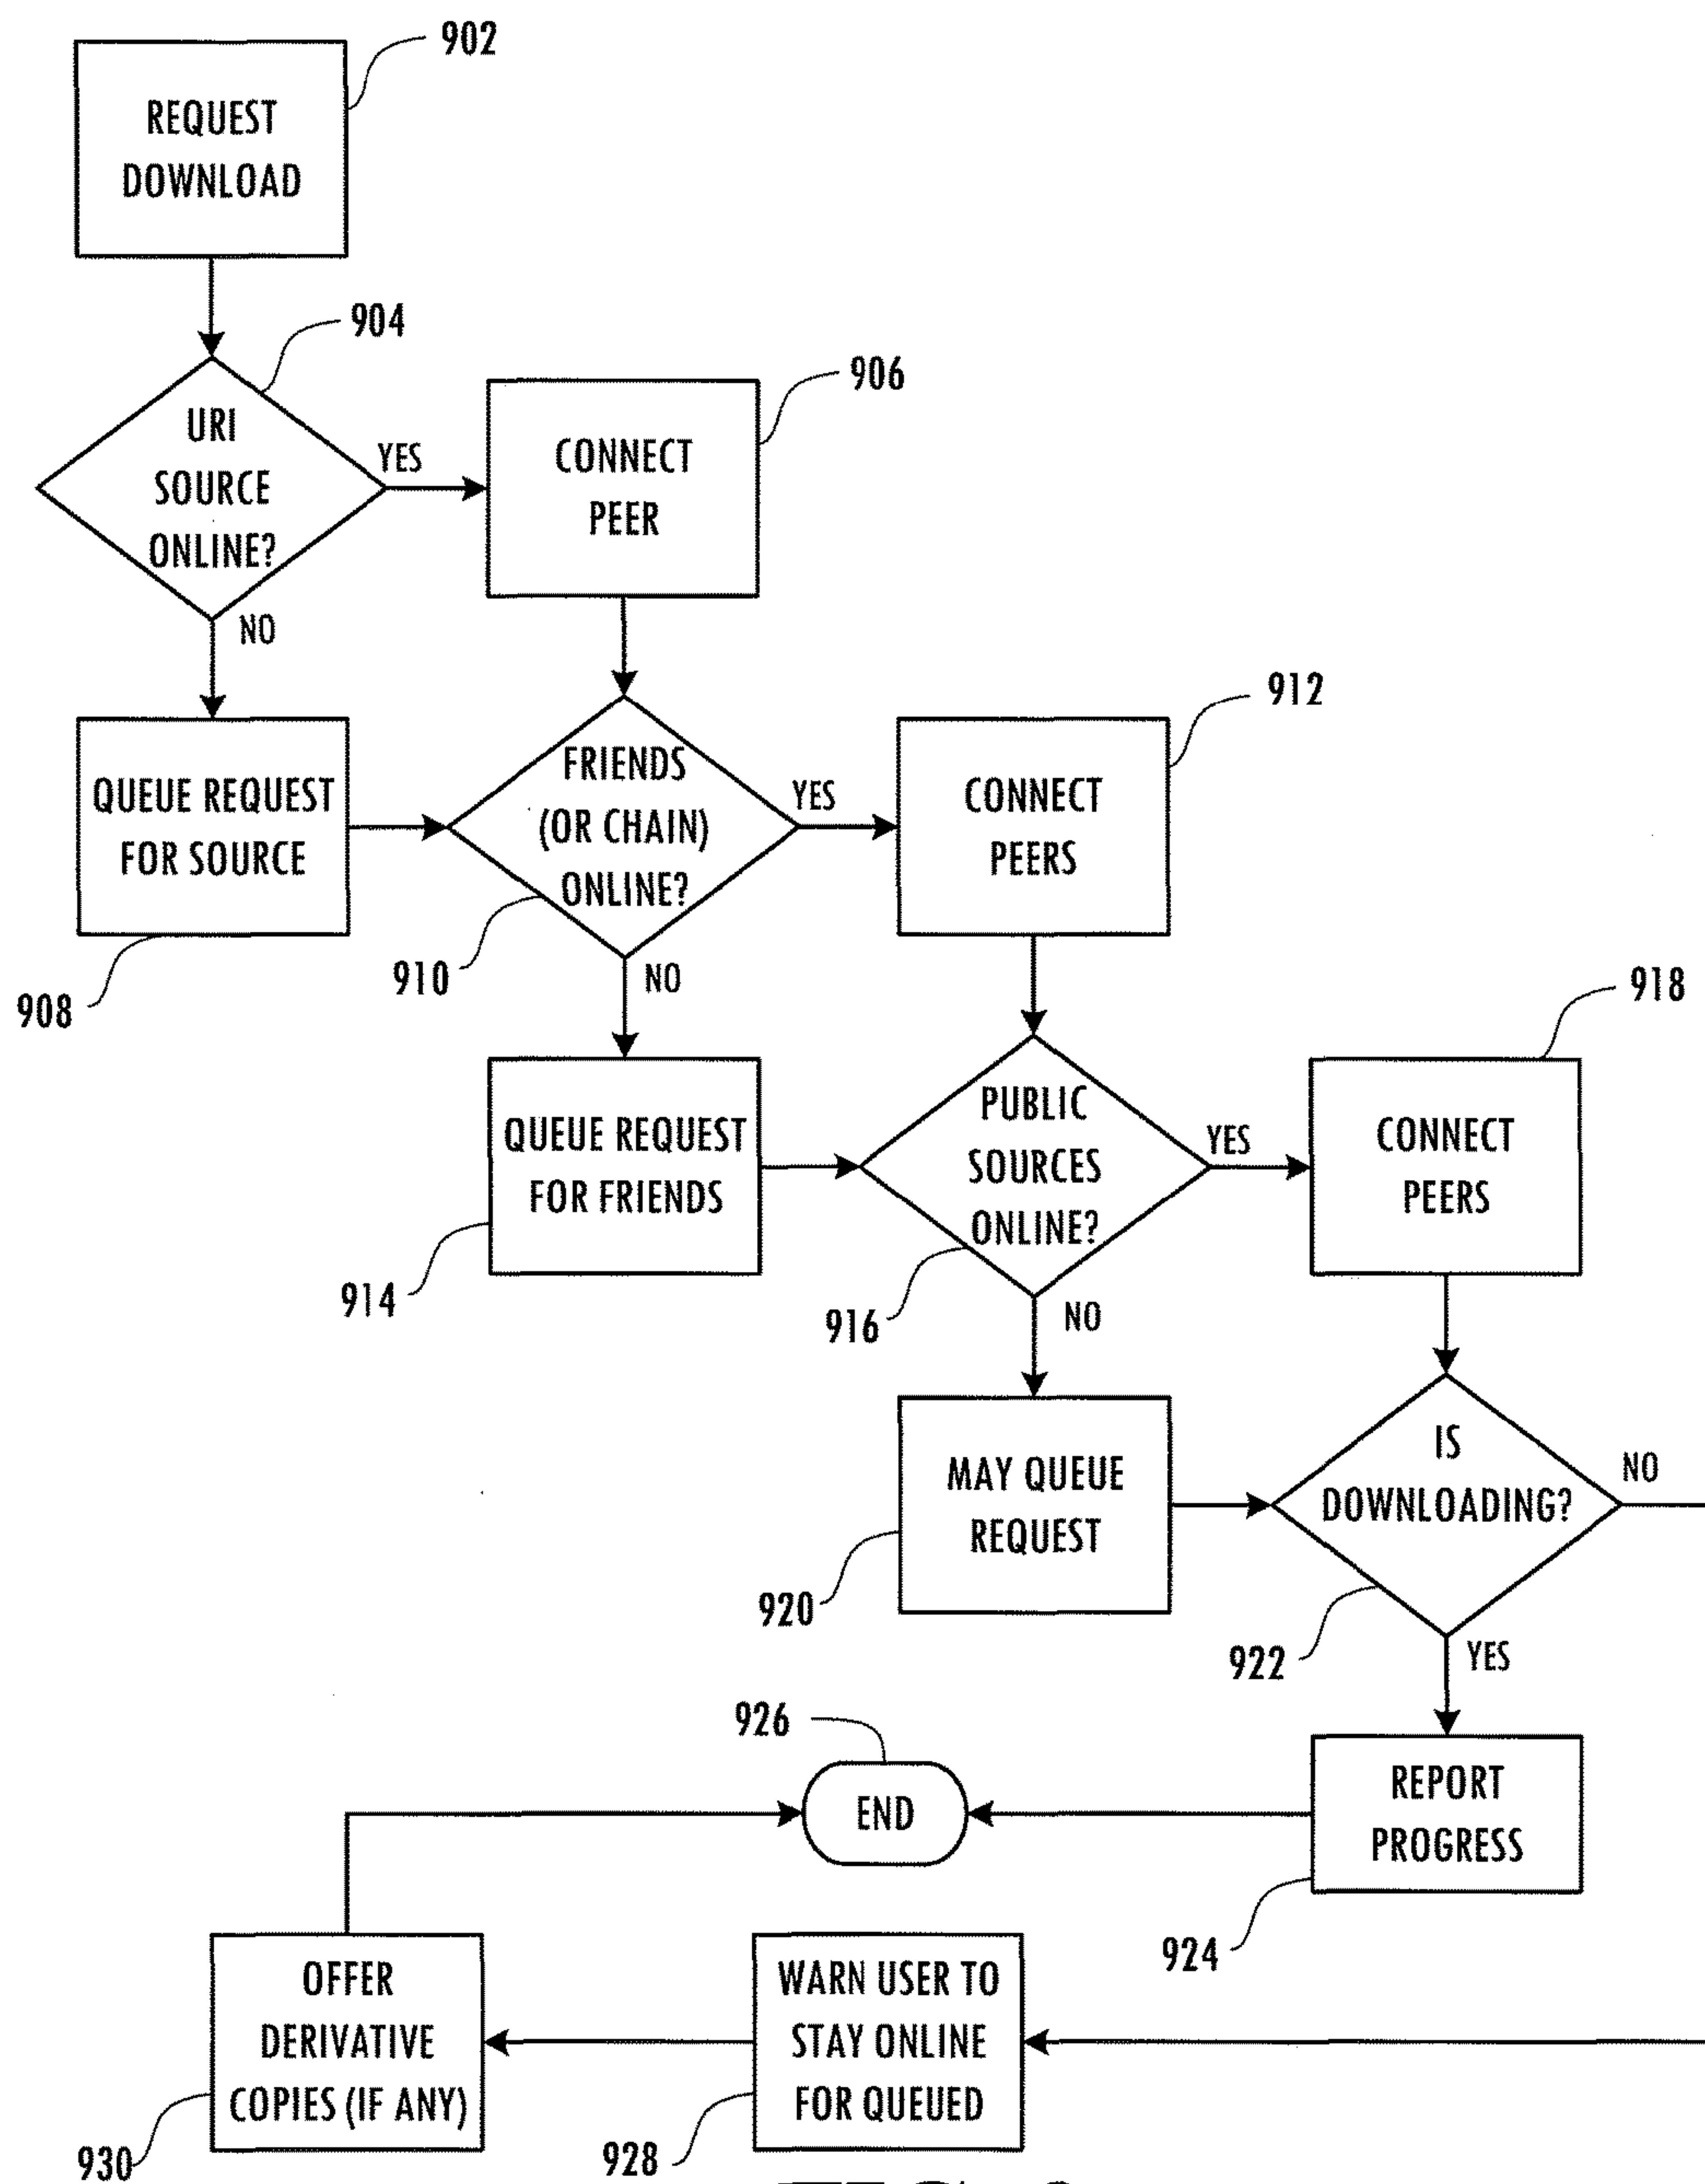 902
REQUEST
DOWNLOAD
904
URI
SOURCE
ONLINE?
YES
NO
906
CONNECT
PEER
908
QUEUE REQUEST
FOR SOURCE
910
FRIENDS
(OR CHAIN)
ONLINE?
YES
NO
912
CONNECT
PEERS
914
QUEUE REQUEST
FOR FRIENDS
916
PUBLIC
SOURCES
ONLINE?
YES
NO
918
CONNECT
PEERS
920
MAY QUEUE
REQUEST
922
IS
DOWNLOADING?
NO
YES
924
REPORT
PROGRESS
926
END
928
WARN USER TO
STAY ONLINE
FOR QUEUED
930
OFFER
DERIVATIVE
COPIES (IF ANY)